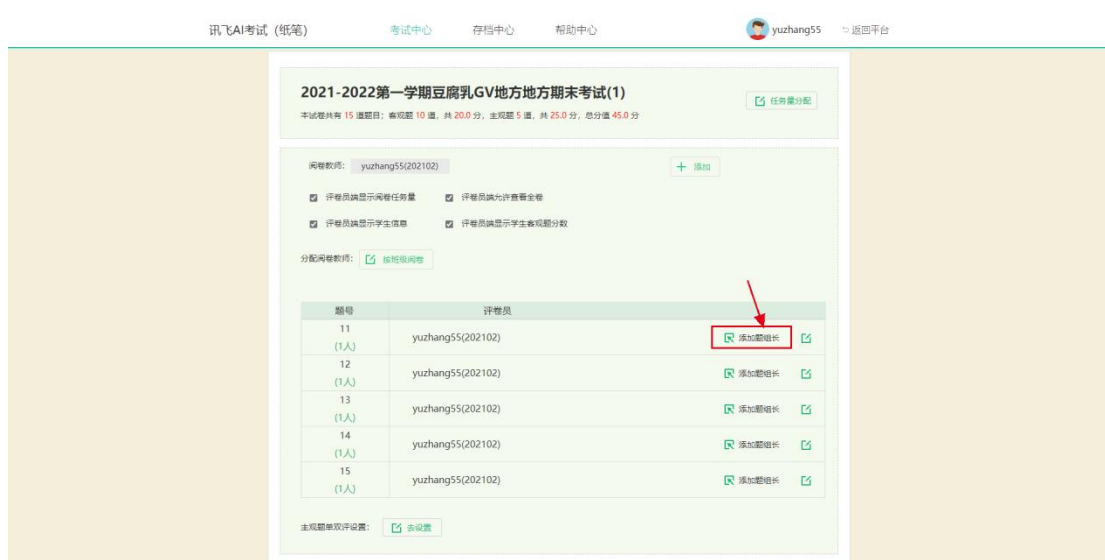 讯飞AI考试（纸笔） 考试中心 存档中心 帮助中心 yuzhang55 返回平台
2021-2022第一学期豆腐乳GV地方地方期末考试(1)
任务量分配
本试卷共有 15 道题目；客观题 10 道，共 20.0 分，主观题 5 道，共 25.0 分，总分值 45.0 分
阅卷教师： yuzhang55(202102) 添加
评卷员端显示阅卷任务量 评卷员端允许查看全卷
评卷员端显示学生信息 评卷员端显示学生客观题分数
分配阅卷教师： 按班级阅卷
题号 评卷员
11
(1人) yuzhang55(202102) 添加题组长
12
(1人) yuzhang55(202102) 添加题组长
13
(1人) yuzhang55(202102) 添加题组长
14
(1人) yuzhang55(202102) 添加题组长
15
(1人) yuzhang55(202102) 添加题组长
主观题单双评设置： 去设置